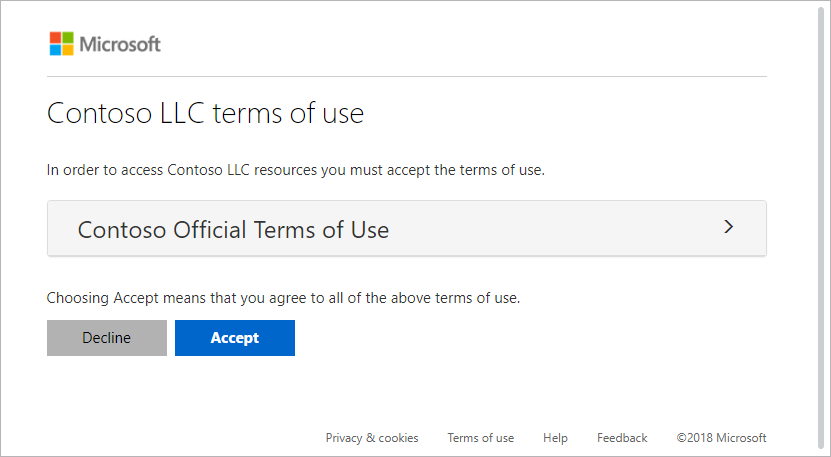 Microsoft
Contoso LLC terms of use
In order to access Contoso LLC resources you must accept the terms of use.
Contoso Official Terms of Use
Choosing Accept means that you agree to all of the above terms of use.
Decline Accept
Privacy & cookies Terms of use Help Feedback ©2018 Microsoft